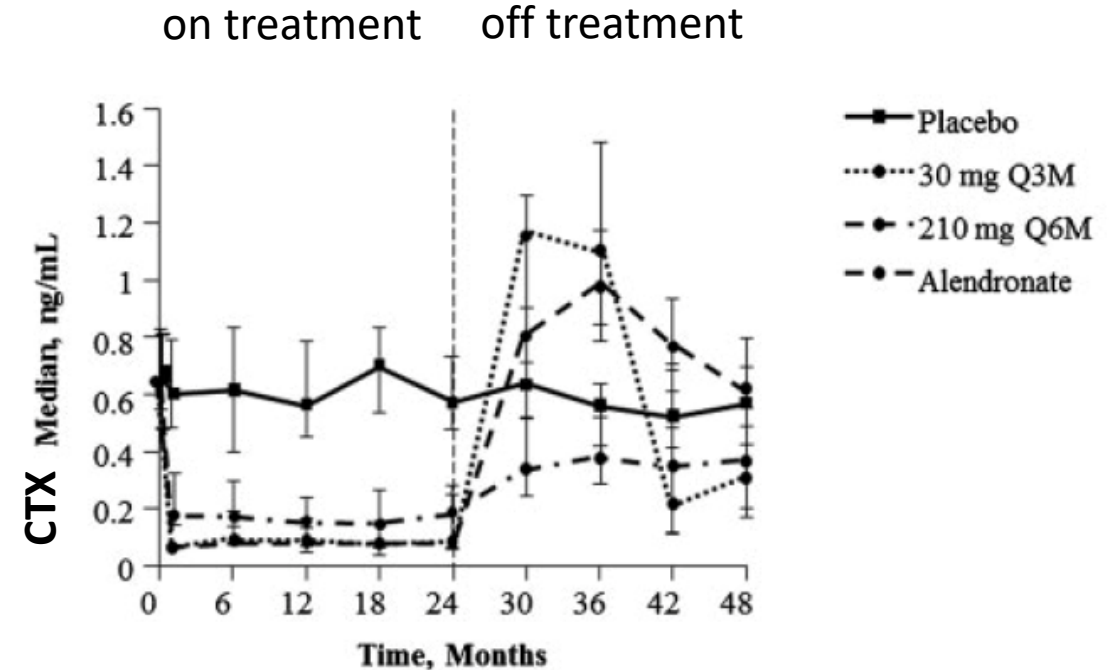 on treatment off treatment
1.6
1.4
1.2
1
0.8
0.6
0.4
0.2
0
CTX Median, ng/mL
0 6 12 18 24 30 36 42 48
Time, Months
Placebo
30 mg Q3M
210 mg Q6M
Alendronate